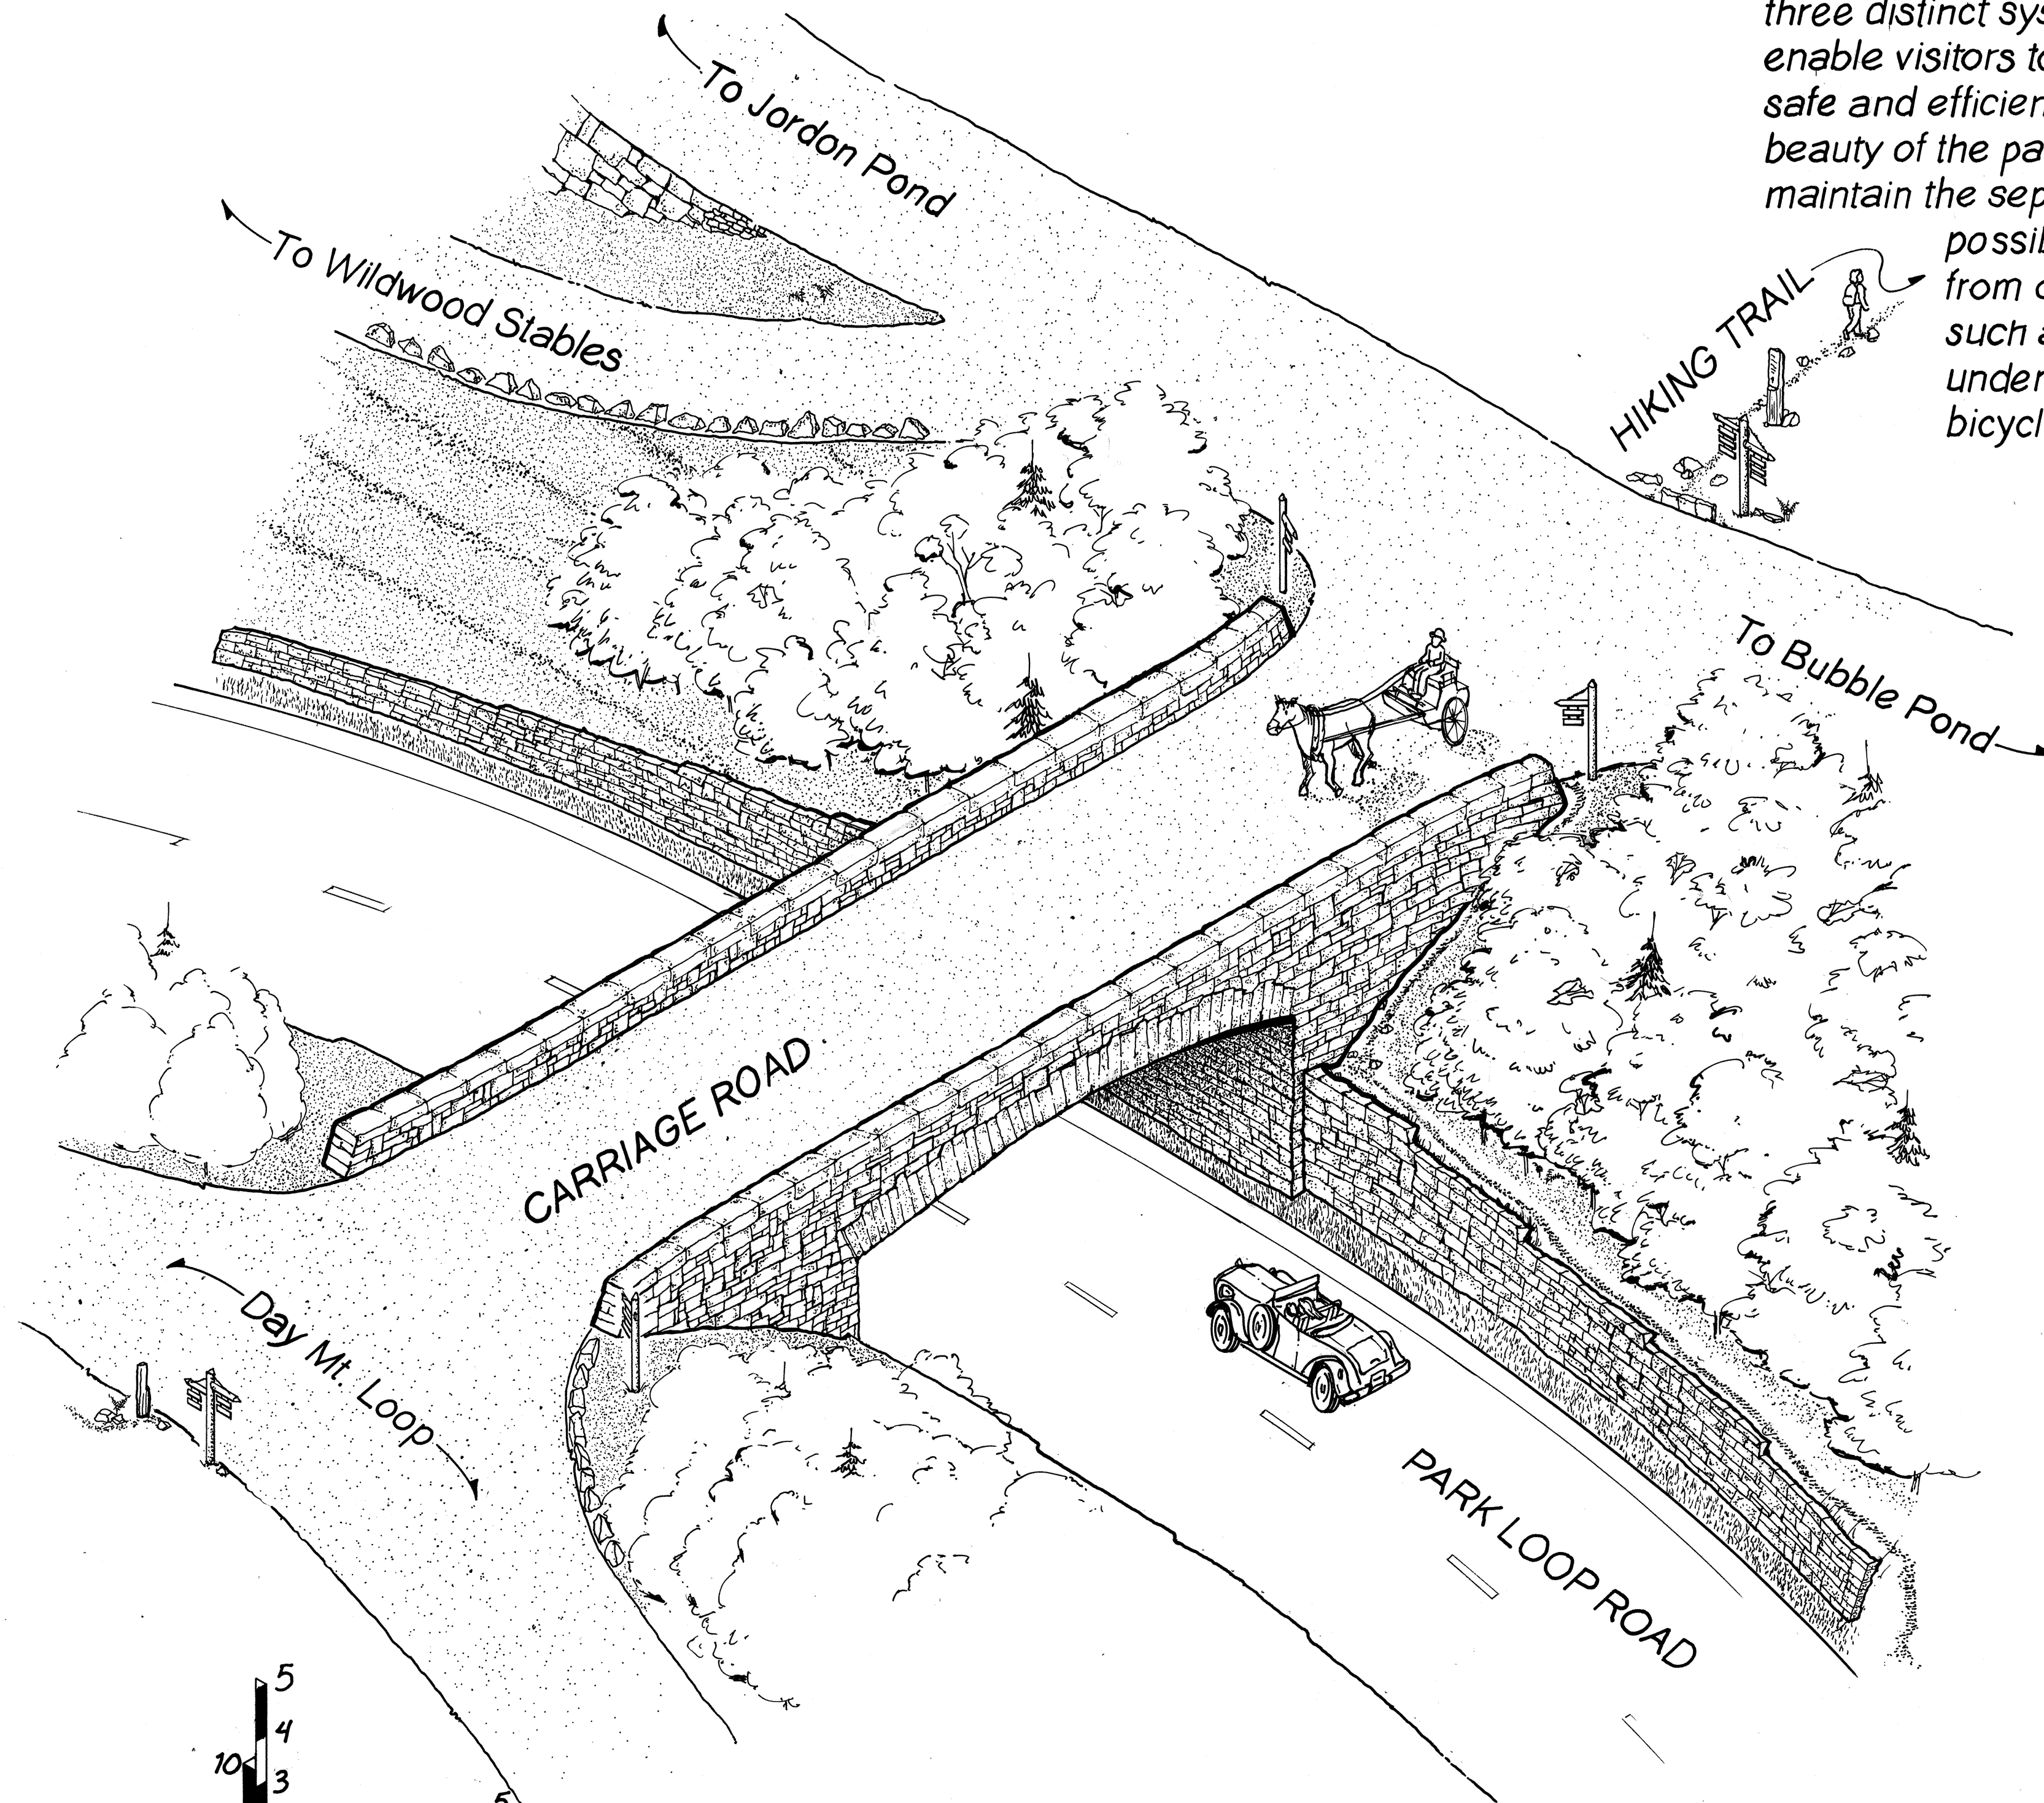 three distinct sys
enable visitors to
safe and efficien
beauty of the pa
maintain the sep
possib
from c
such a
under
bicycl
To Jordon Pond
To Wildwood Stables
HIKING TRAIL
To Bubble Pond
CARRIAGE ROAD
Day Mt. Loop
PARK LOOP ROAD
5
4
10
3
5